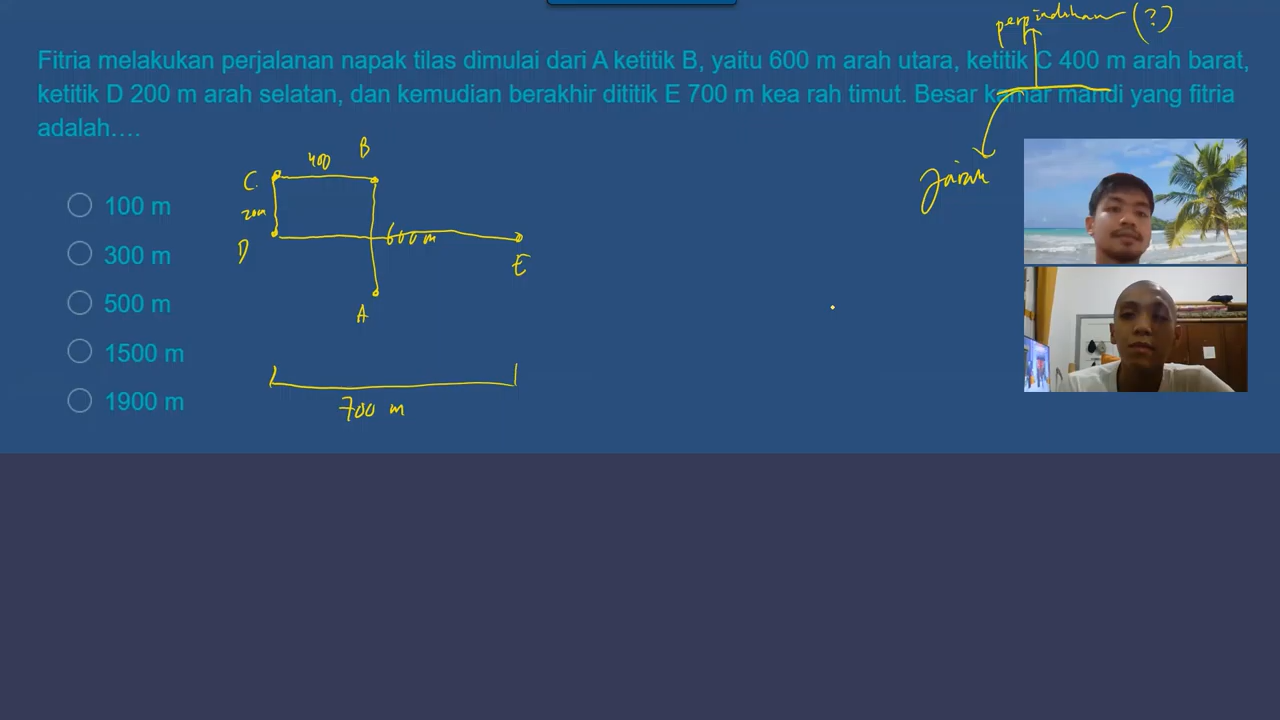 perpindahan (?)
Fitria melakukan perjalanan napak tilas dimulai dari A ketitik B, yaitu 600 m arah utara, ketitik C 400 m arah barat,
ketitik D 200 m arah selatan, dan kemudian berakhir dititik E 700 m kea rah timut. Besar kamar mandi yang fitria
adalah….
Jarak
B
400
C
100 m
200
D
600 m
E
300 m
A
500 m
1500 m
700 m
1900 m